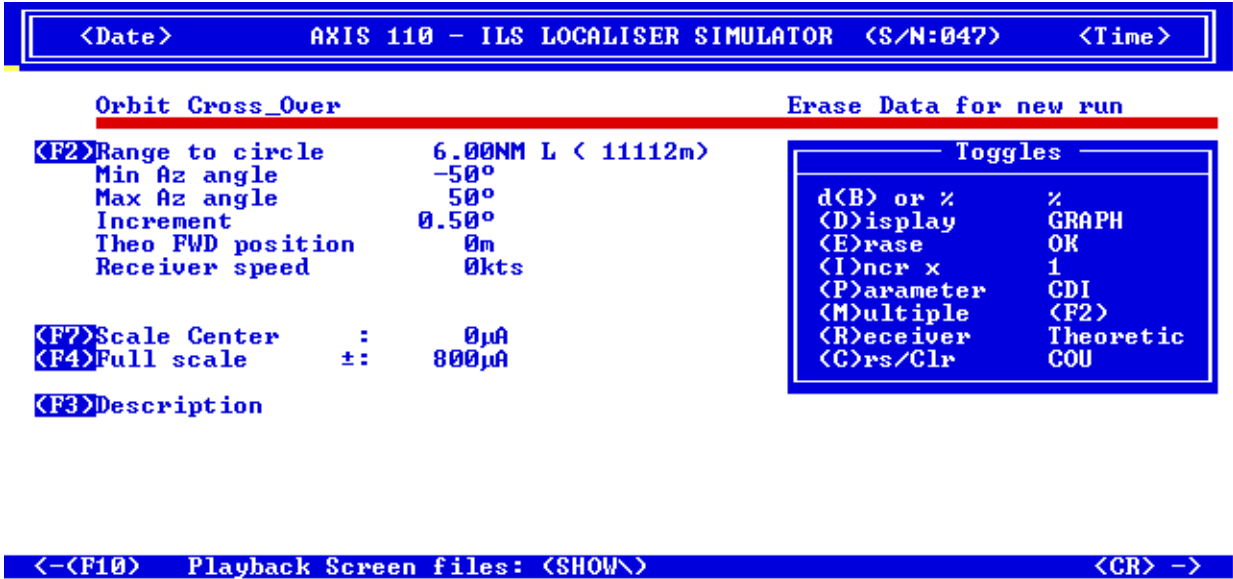 <Date> AXIS 110 - ILS LOCALISER SIMULATOR (S/N:047) <Time>
Orbit Cross_Over Erase Data for new run
(F2)Range to circle 6.00NM L ( 11112m)
Min Az angle -50º
Max Az angle 50º
Increment 0.50º
Theo FWD position 0m
Receiver speed 0kts
(F7)Scale Center : 0µA
(F4)Full scale ±: 800µA
(F3)Description
Toggles
d(B) or % %
(D)isplay GRAPH
(E)rase OK
(I)ncr x 1
(P)arameter CDI
(M)ultiple (F2)
(R)eceiver Theoretic
(C)rs/Clr COU
<-(F10) Playback Screen files: (SHOW\) <CR> ->